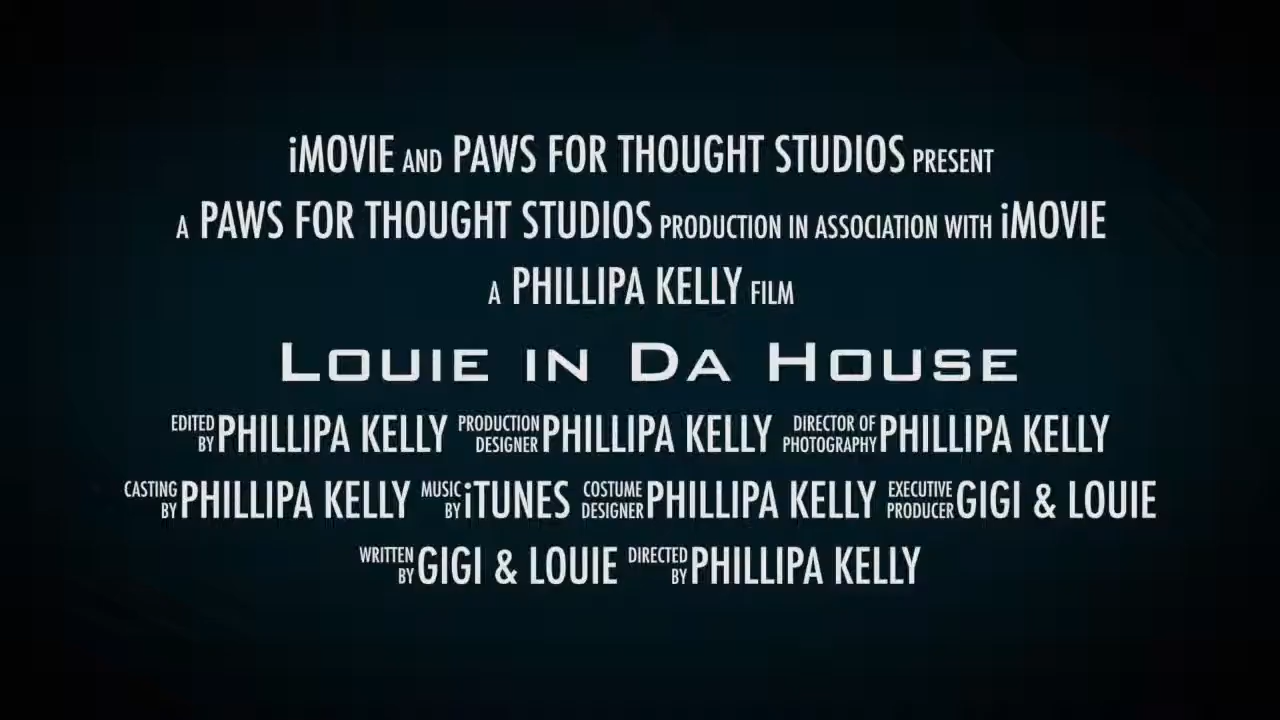 iMOVIE AND PAWS FOR THOUGHT STUDIOS PRESENT
A PAWS FOR THOUGHT STUDIOS PRODUCTION IN ASSOCIATION WITH iMOVIE
A PHILLIPA KELLY FILM
LOUIE IN DA HOUSE
EDITED BY PHILLIPA KELLY PRODUCTION DESIGNER PHILLIPA KELLY DIRECTOR OF PHOTOGRAPHY PHILLIPA KELLY
CASTING BY PHILLIPA KELLY MUSIC BY iTUNES COSTUME DESIGNER PHILLIPA KELLY EXECUTIVE PRODUCER GIGI & LOUIE
WRITTEN BY GIGI & LOUIE DIRECTED BY PHILLIPA KELLY